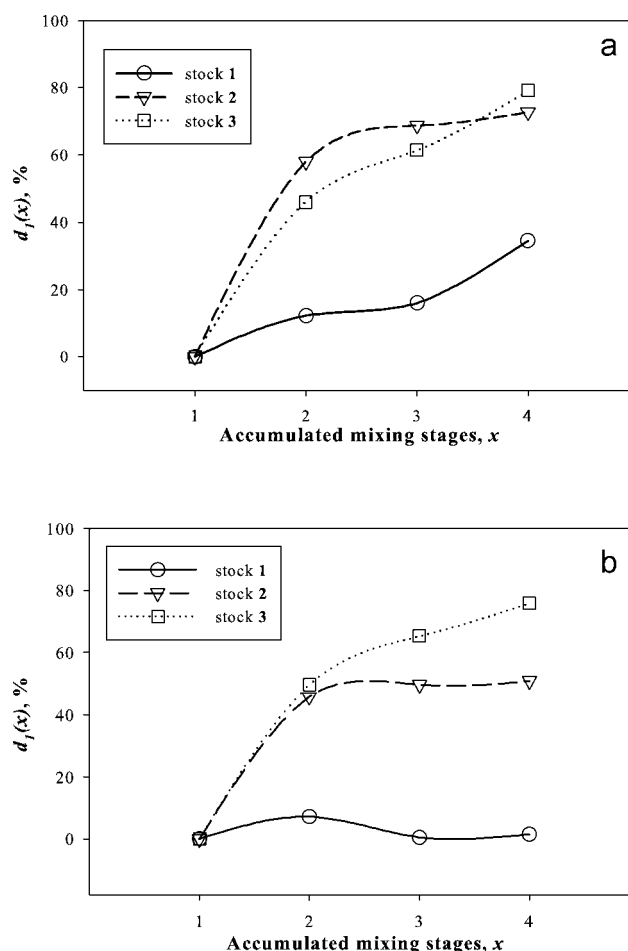 a
100
80
60
40
20
0
d1(x), %
stock 1
stock 2
stock 3
1 2 3 4
Accumulated mixing stages, x
b
100
80
60
40
20
0
d1(x), %
stock 1
stock 2
stock 3
1 2 3 4
Accumulated mixing stages, x